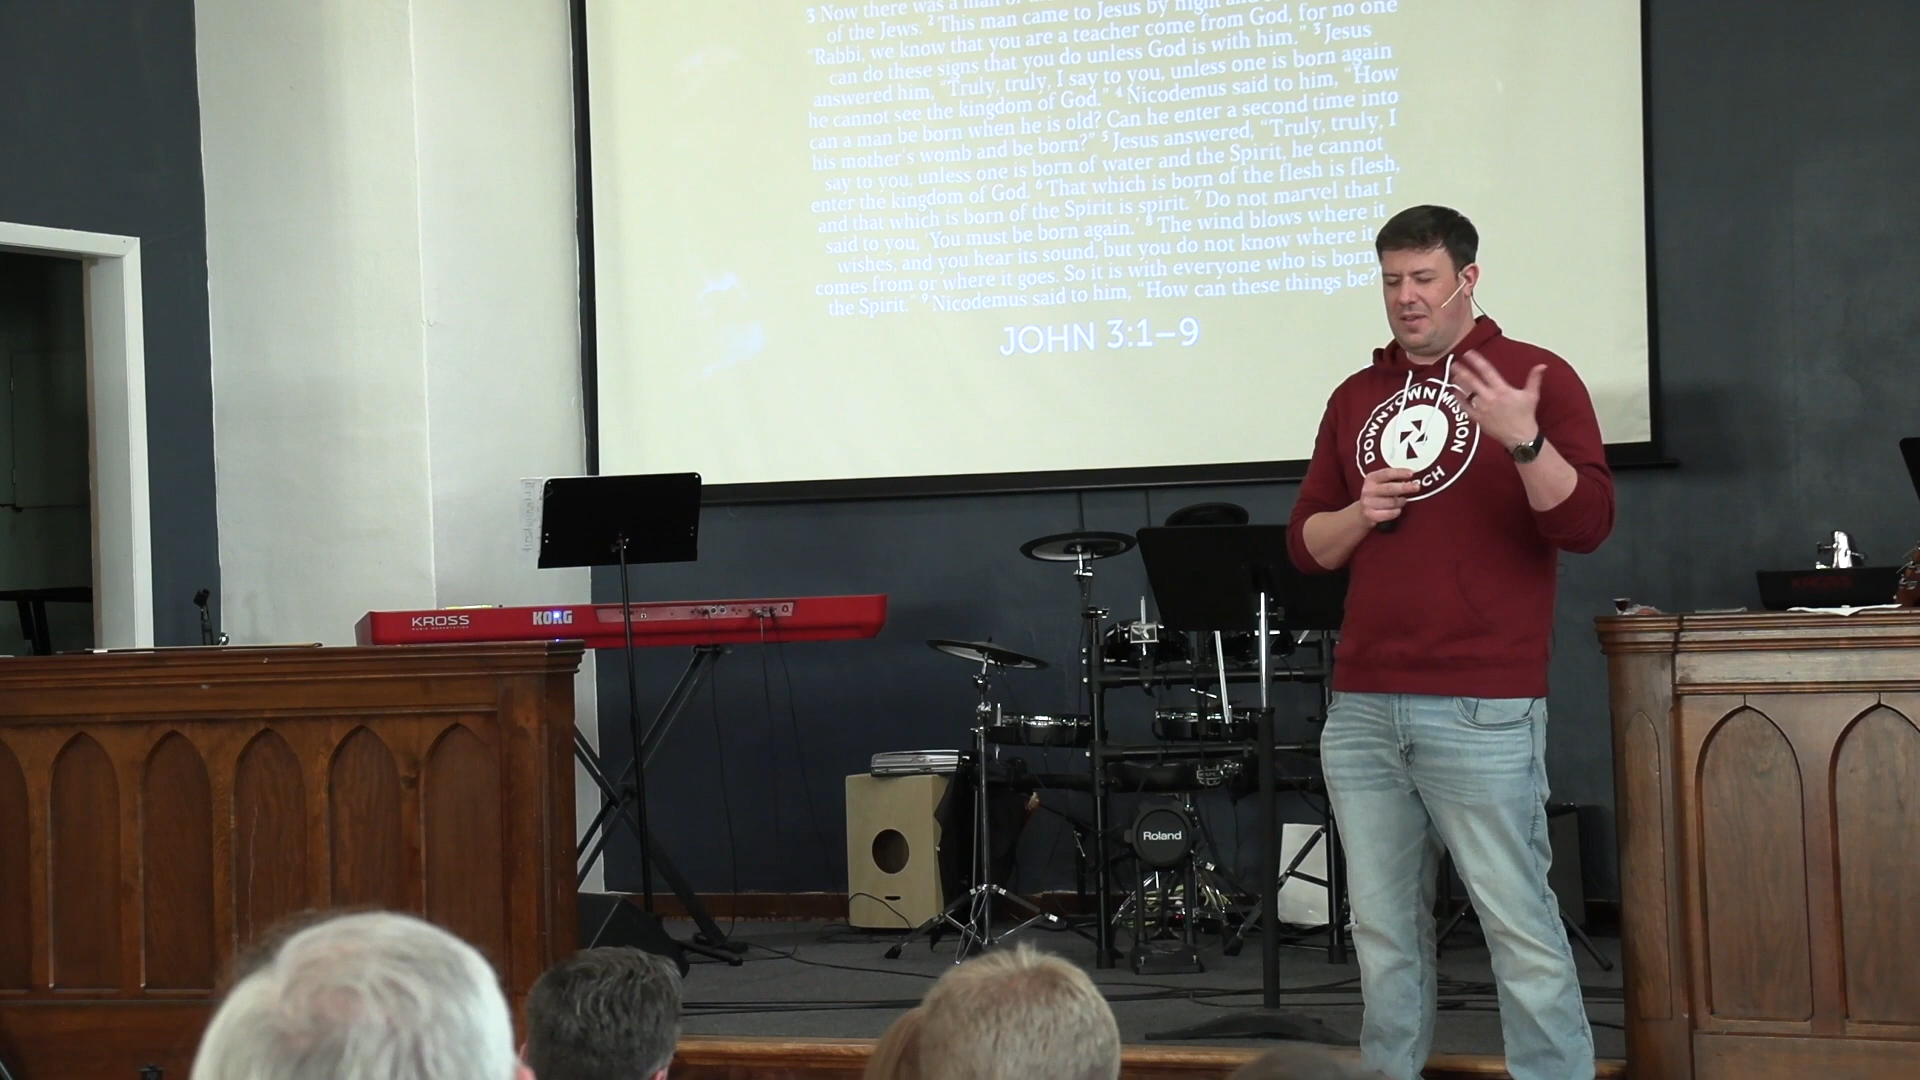 3 Now there was a man
of the Jews. 2 This man came to Jesus by night and
"Rabbi, we know that you are a teacher come from God, for no one
can do these signs that you do unless God is with him." 3 Jesus
answered him, "Truly, truly, I say to you, unless one is born again
he cannot see the kingdom of God." 4 Nicodemus said to him, "How
can a man be born when he is old? Can he enter a second time into
his mother's womb and be born?" 5 Jesus answered, "Truly, truly, I
say to you, unless one is born of water and the Spirit, he cannot
enter the kingdom of God. 6 That which is born of the flesh is flesh,
and that which is born of the Spirit is spirit. 7 Do not marvel that I
said to you, 'You must be born again.' 8 The wind blows where it
wishes, and you hear its sound, but you do not know where it
comes from or where it goes. So it is with everyone who is born
the Spirit." 9 Nicodemus said to him, "How can these things be?
JOHN 3:1–9
DOWNTOWN MISSION
KROSS
MUSIC WORKSTATION
KORG
Roland